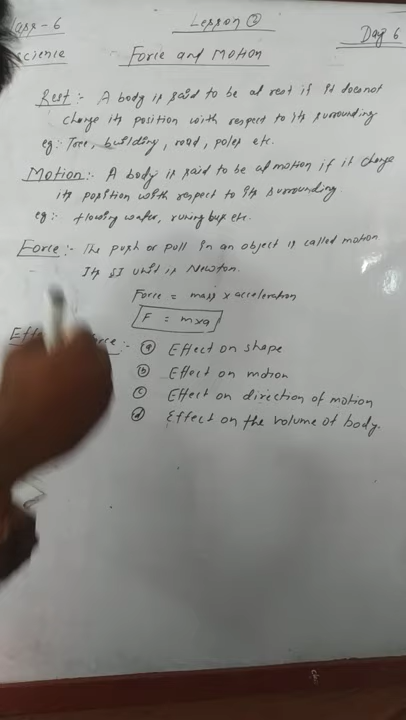 Lesson 2
Day 6
science Force and Motion
Rest :- A body is said to be at rest if it does not
change its position with respect to its surrounding
eg:- Tree, building, road, poles etc.
Motion :- A body is said to be at motion if it change
its position with respect to its surrounding.
eg:- flowing water, runing bus etc.
Force :- The push or pull in an object is called motion
Its SI Unit is Newton.
Force = mass x acceleration
F = mxa
:- a Effect on shape
b Effect on motion
c Effect on direction of motion
d Effect on the volume of body.